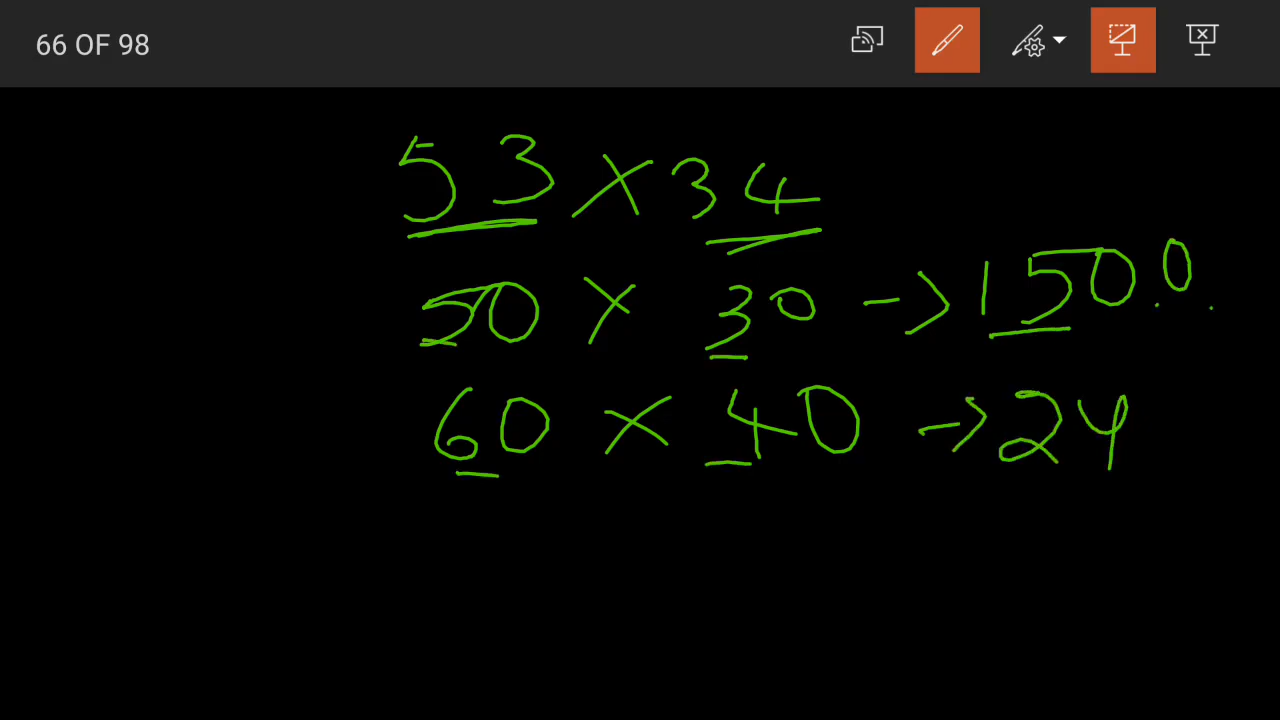 66 OF 98
53 × 34
50 × 30 → 1500.
60 × 40 → 24